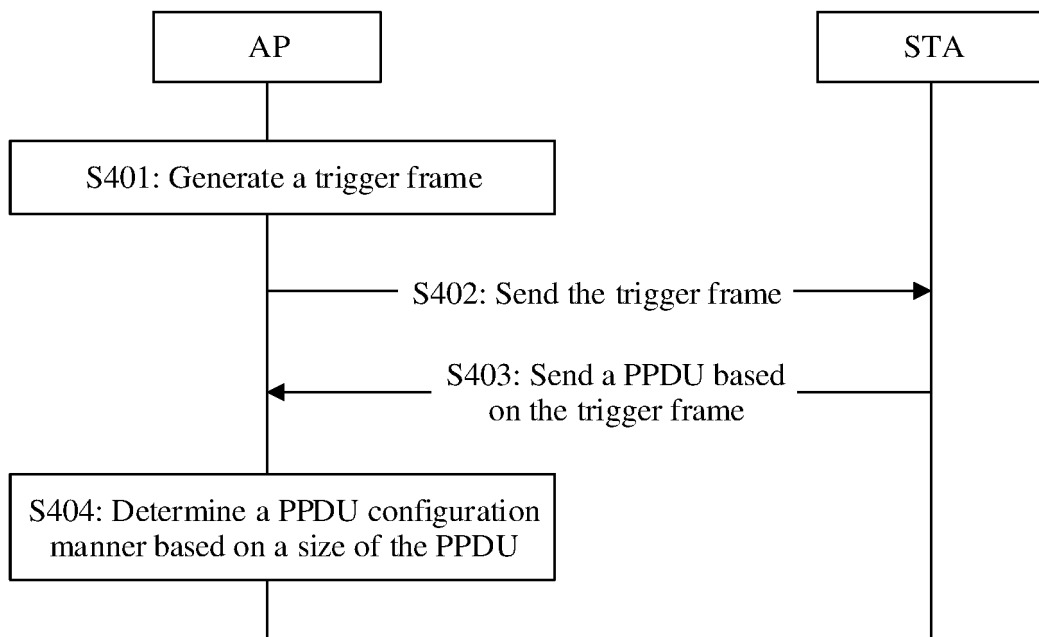 AP
STA
S401: Generate a trigger frame
S402: Send the trigger frame
S403: Send a PPDU based
on the trigger frame
S404: Determine a PPDU configuration
manner based on a size of the PPDU